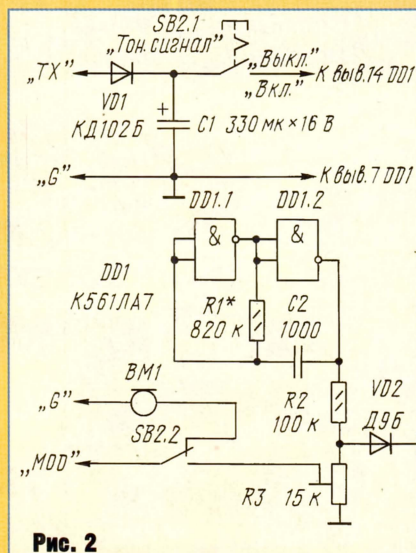 SB2.1
„Тон. сигнал"
„Выкл."
„TX"
К выв.14 DD1
„Вкл."
VD1
КД102Б
+
C1 330 мк × 16 В
„G"
К выв.7 DD1
DD1.1
DD1.2
&
&
DD1
К561ЛА7
R1*
820 к
C2
1000
BM1
„G"
R2
100 к
VD2
Д9Б
SB2.2
„MOD"
R3 15 к
Рис. 2